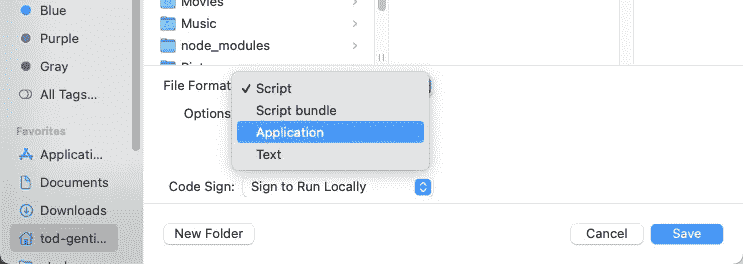 Blue
Purple
Gray
All Tags...
Favorites
Applicati...
Documents
Downloads
tod-genti...
Movies
Music
node_modules
File Format
Script
Script bundle
Application
Text
Options
Code Sign: Sign to Run Locally
New Folder
Cancel
Save